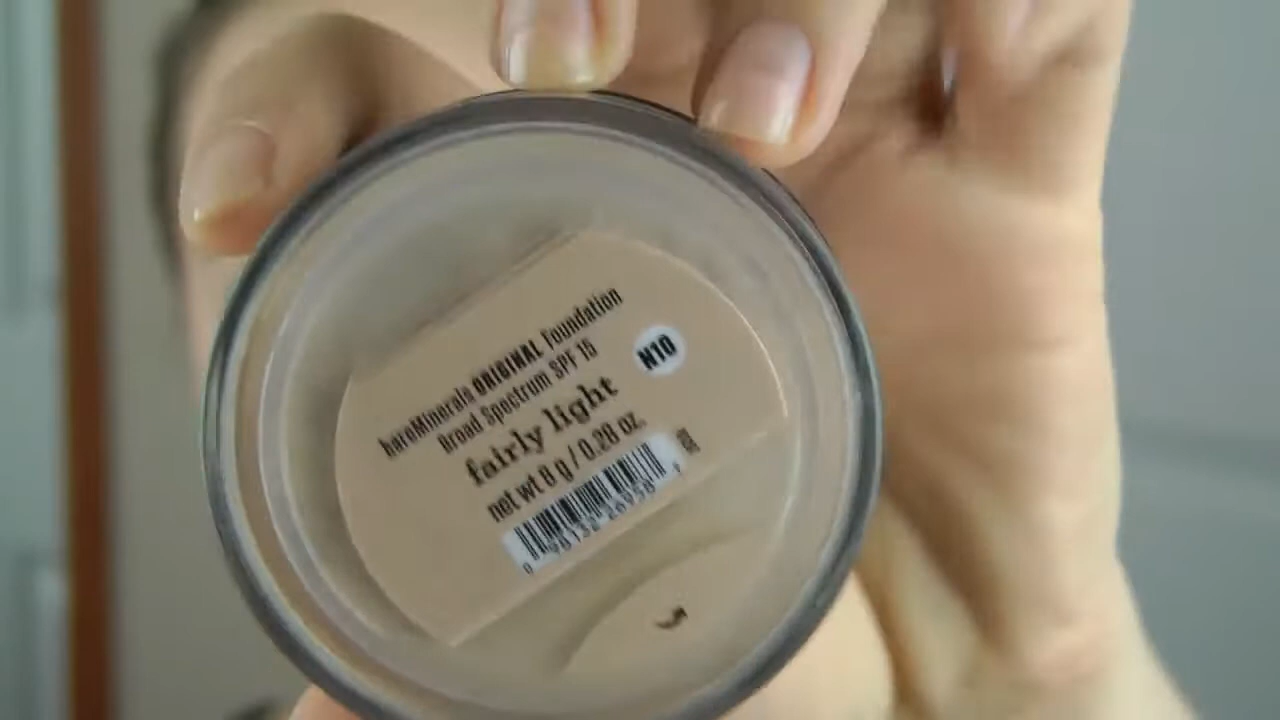 bareMinerals ORIGINAL Foundation
Broad Spectrum SPF 15
N10
fairly light
net wt 8 g / 0.28 oz.